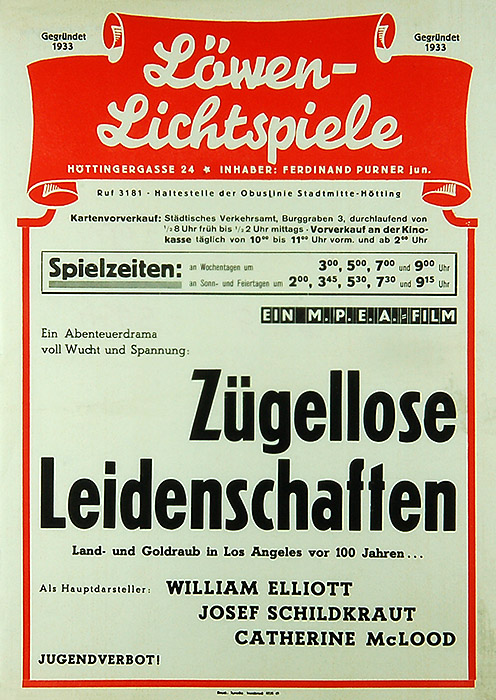 Gegründet
1933
Gegründet
1933
Löwen-
Lichtspiele
HÖTTINGERGASSE 24 ★ INHABER: FERDINAND PURNER jun.
Ruf 3181 - Haltestelle der Obuslinie Stadtmitte-Hötting
Kartenvorverkauf: Städtisches Verkehrsamt, Burggraben 3, durchlaufend von
1/2 8 Uhr früh bis 1/2 2 Uhr mittags - Vorverkauf an der Kino-
kasse täglich von 10⁰⁰ bis 11⁰⁰ Uhr vorm. und ab 2⁰⁰ Uhr
Spielzeiten:
an Wochentagen um 3⁰⁰, 5⁰⁰, 7⁰⁰ und 9⁰⁰ Uhr
an Sonn- und Feiertagen um 2⁰⁰, 3⁴⁵, 5³⁰, 7³⁰ und 9¹⁵ Uhr
EIN M.P.E.A.-FILM
Ein Abenteuerdrama
voll Wucht und Spannung:
Zügellose
Leidenschaften
Land- und Goldraub in Los Angeles vor 100 Jahren...
Als Hauptdarsteller: WILLIAM ELLIOTT
JOSEF SCHILDKRAUT
CATHERINE McLOOD
JUGENDVERBOT!